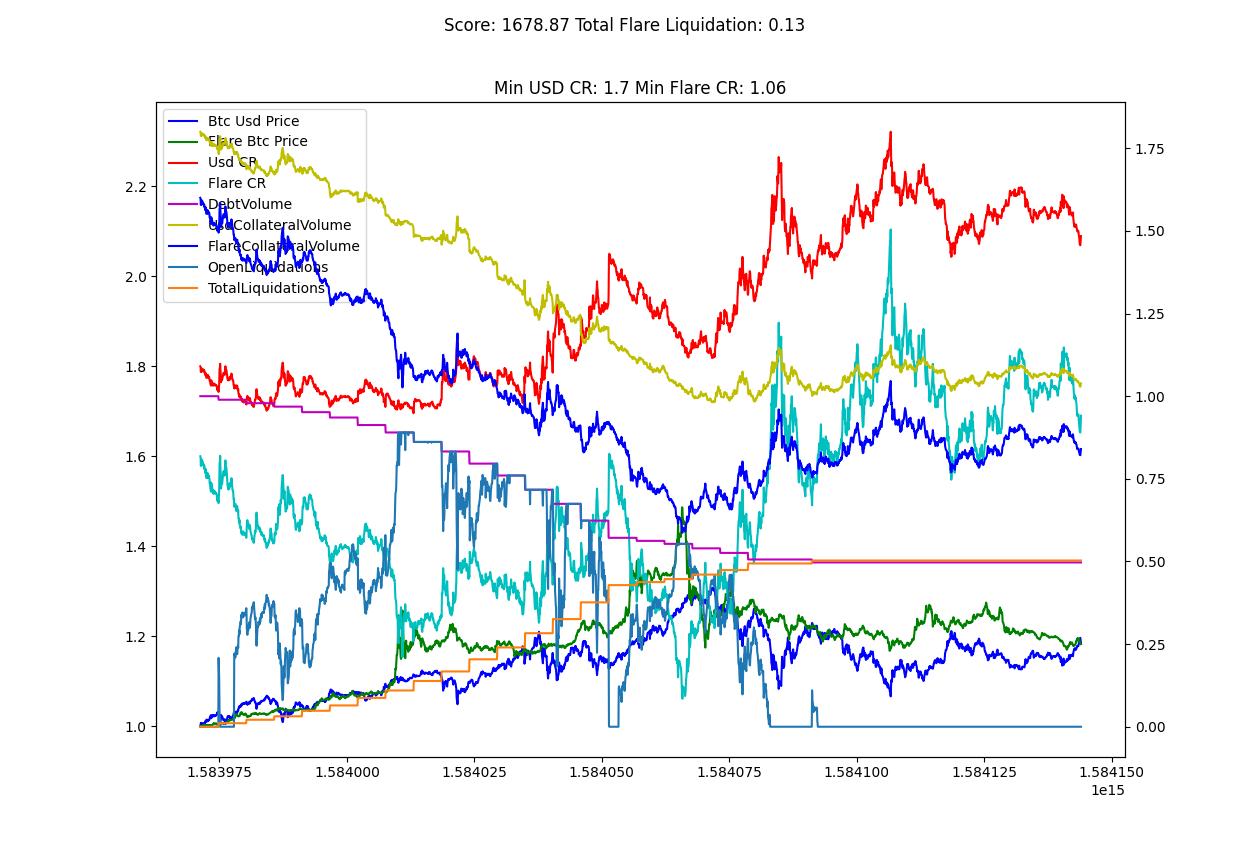 Score: 1678.87 Total Flare Liquidation: 0.13
Min USD CR: 1.7 Min Flare CR: 1.06
Btc Usd Price
Flare Btc Price
Usd CR
Flare CR
DebtVolume
UsdCollateralVolume
FlareCollateralVolume
OpenLiquidations
TotalLiquidations
2.2
2.0
1.8
1.6
1.4
1.2
1.0
1.75
1.50
1.25
1.00
0.75
0.50
0.25
0.00
1.583975 1.584000 1.584025 1.584050 1.584075 1.584100 1.584125 1.584150
1e15